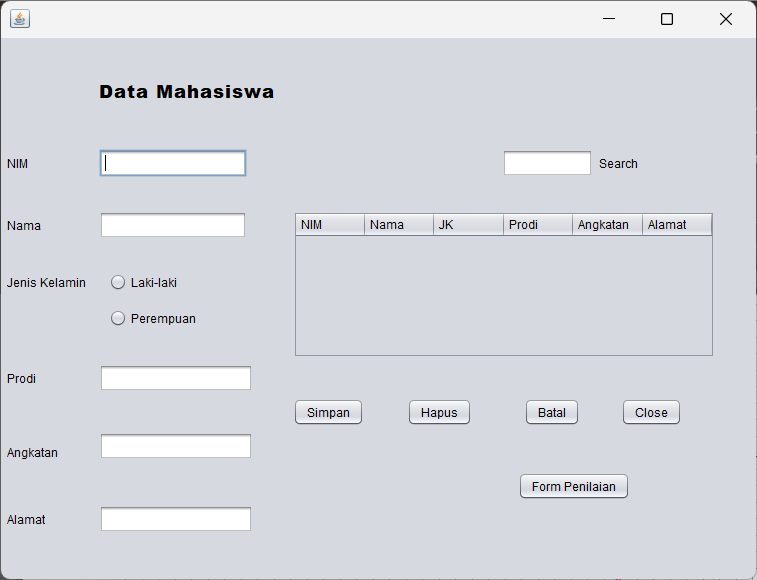 Data Mahasiswa
NIM
Search
Nama
NIM Nama JK Prodi Angkatan Alamat
Jenis Kelamin
Laki-laki
Perempuan
Prodi
Simpan Hapus Batal Close
Angkatan
Form Penilaian
Alamat